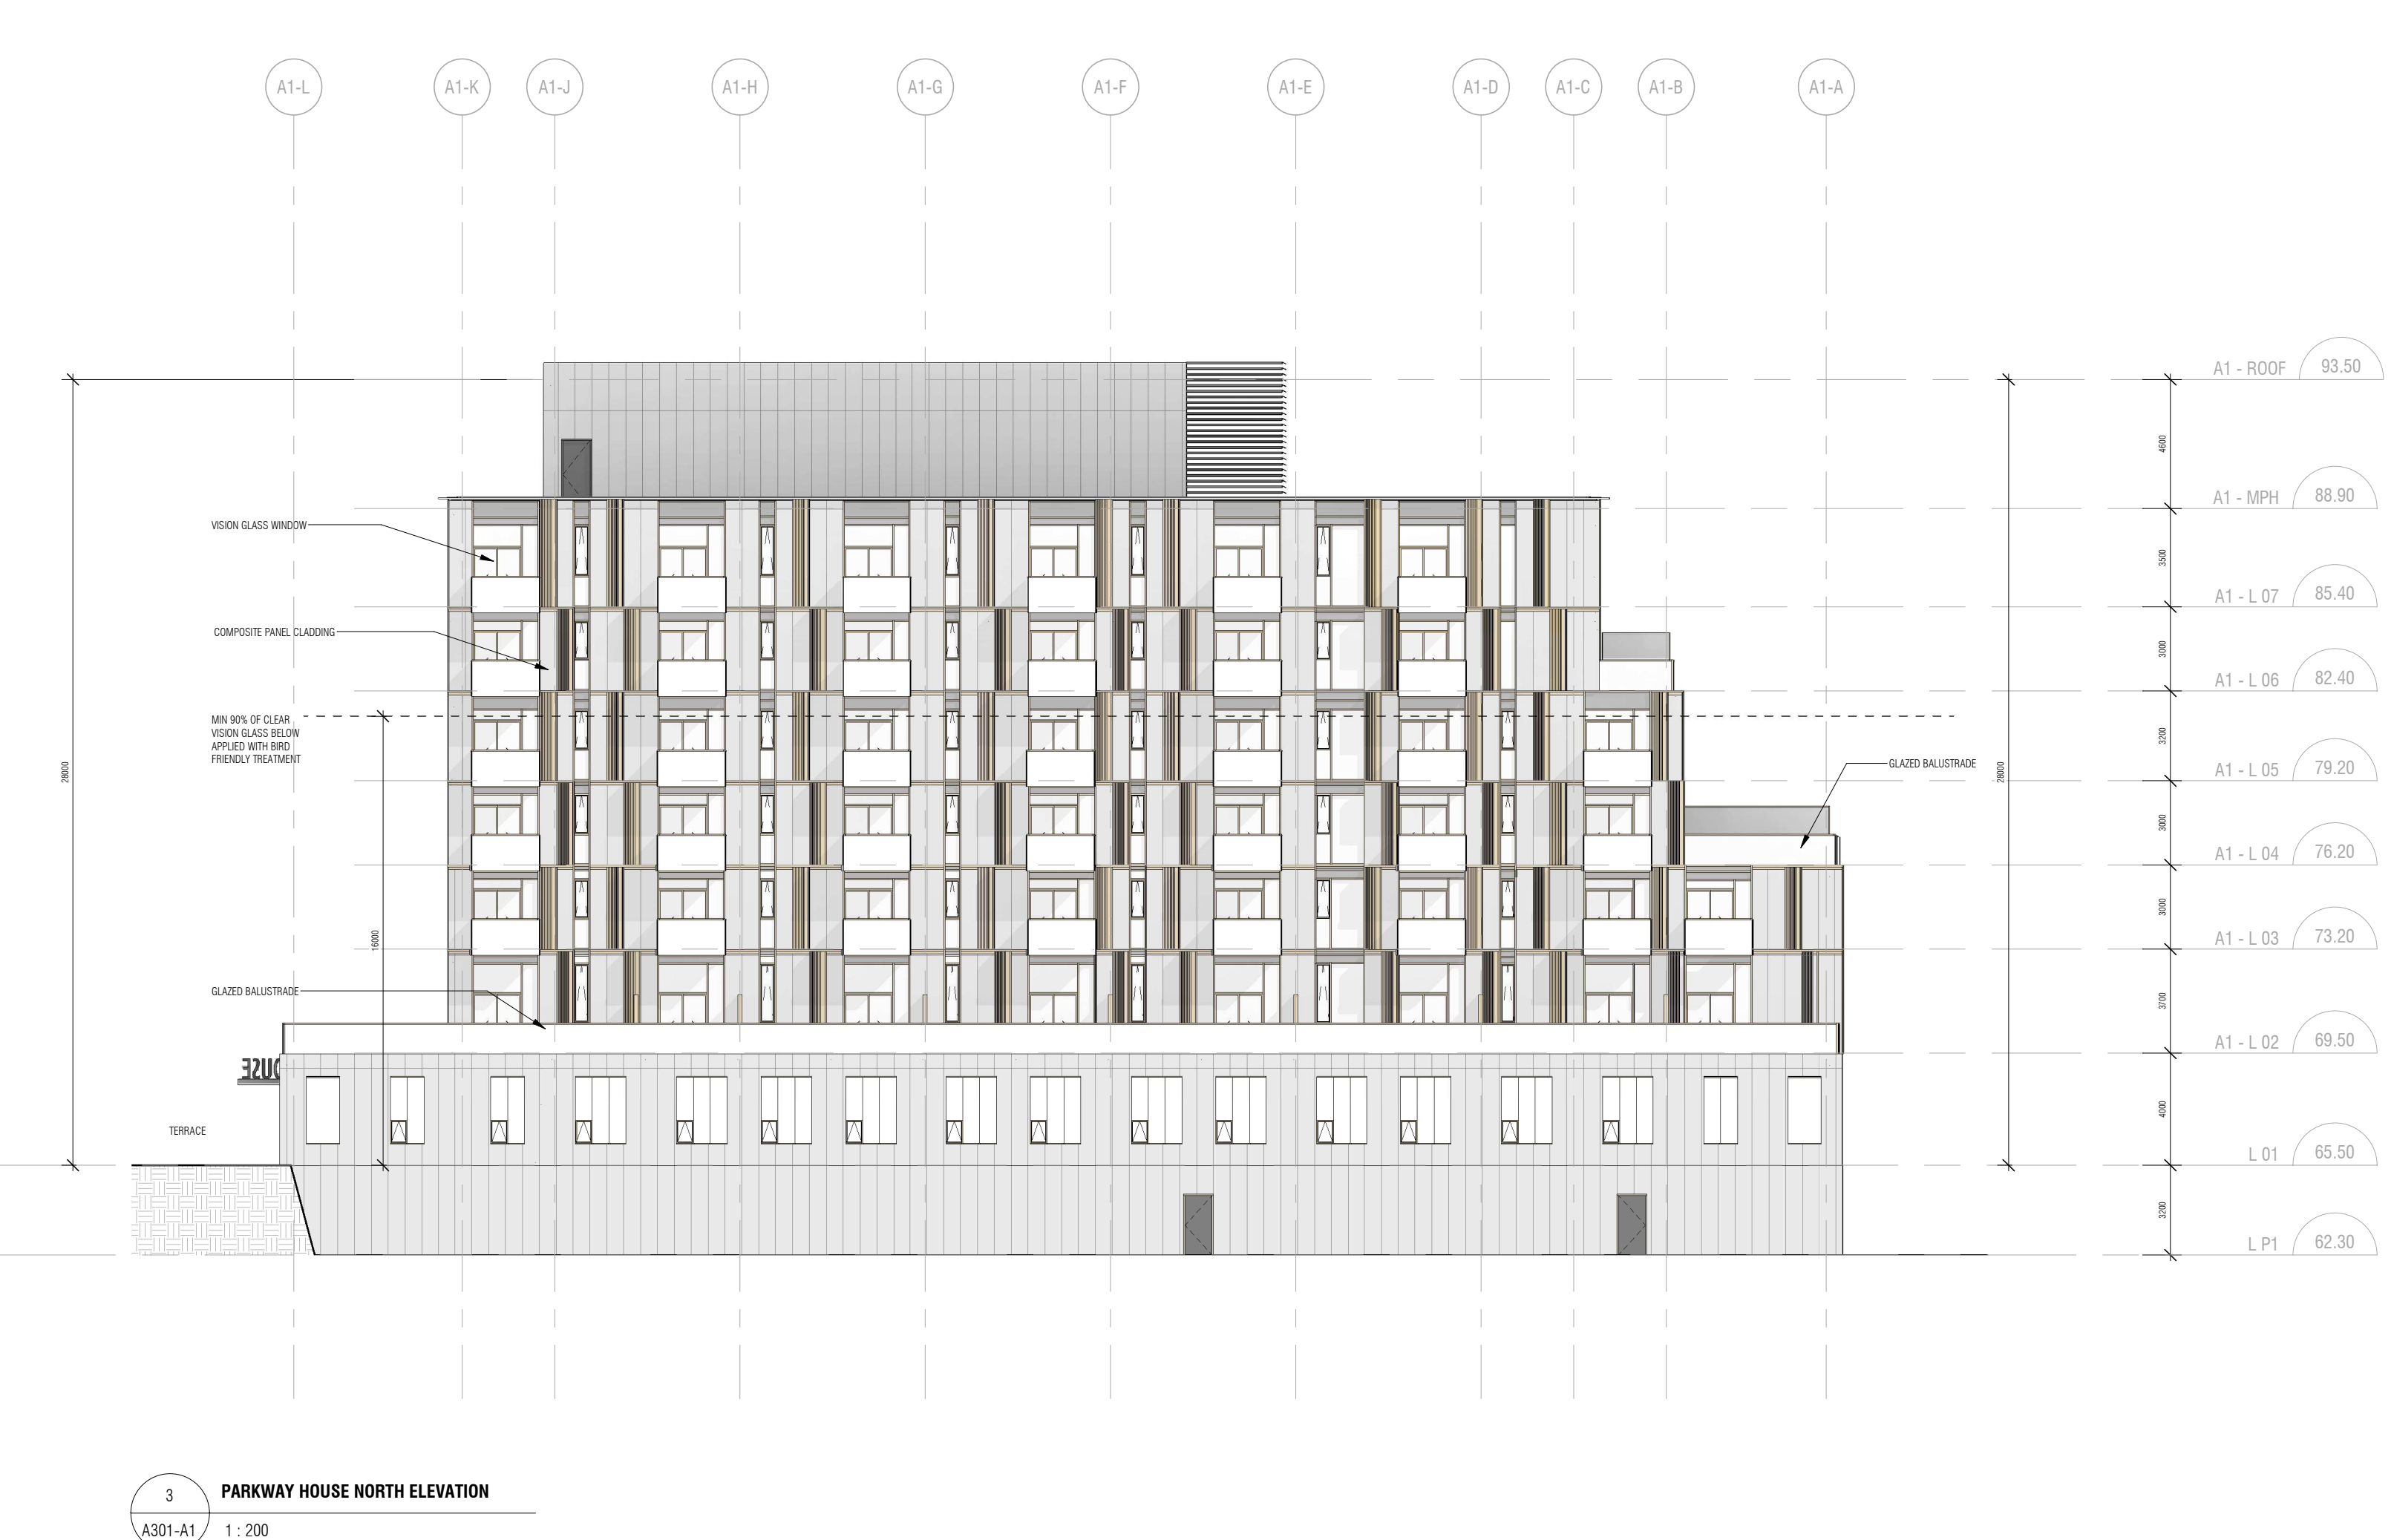 A1-L A1-K A1-J A1-H A1-G A1-F A1-E A1-D A1-C A1-B A1-A
A1 - ROOF 93.50
4600
A1 - MPH 88.90
VISION GLASS WINDOW
3500
A1 - L 07 85.40
COMPOSITE PANEL CLADDING
3000
A1 - L 06 82.40
MIN 90% OF CLEAR
VISION GLASS BELOW
APPLIED WITH BIRD
FRIENDLY TREATMENT
3200
28000
GLAZED BALUSTRADE
28000
A1 - L 05 79.20
3000
A1 - L 04 76.20
16000
3000
A1 - L 03 73.20
GLAZED BALUSTRADE
3700
A1 - L 02 69.50
OUSE
TERRACE
4000
L 01 65.50
3200
L P1 62.30
3
PARKWAY HOUSE NORTH ELEVATION
A301-A1
1 : 200